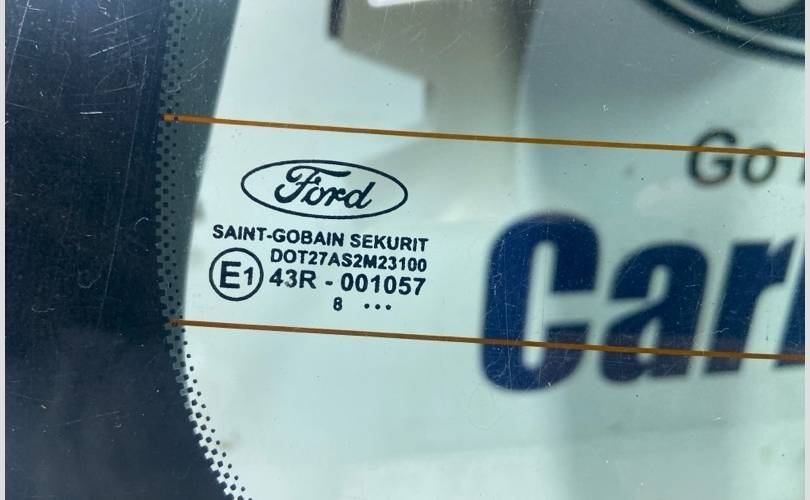 Go
Ford
SAINT-GOBAIN SEKURIT
DOT27AS2M23100
E1 43R - 001057
8 •••
Car